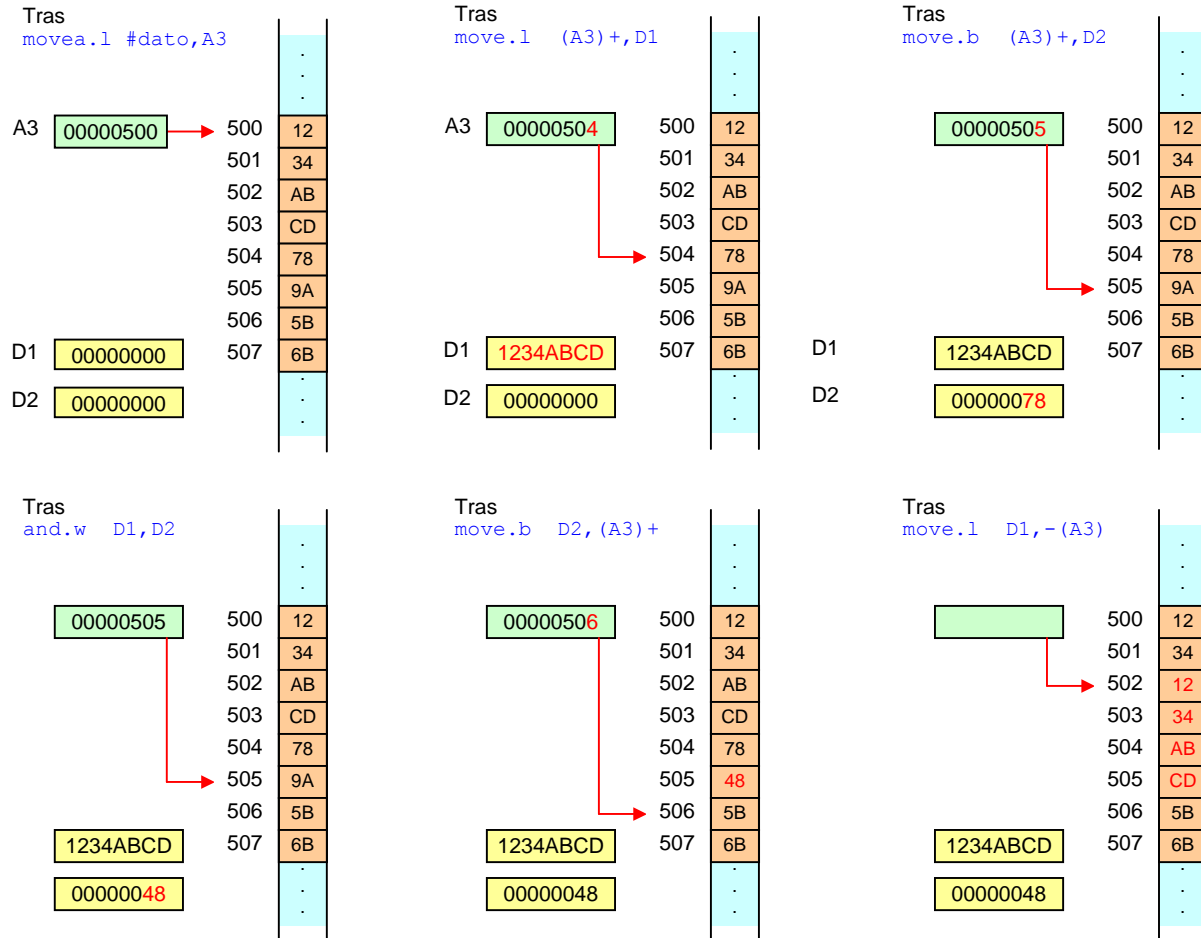 Tras
movea.l #dato,A3
.
.
.
A3 00000500 500 12
501 34
502 AB
503 CD
504 78
505 9A
506 5B
D1 00000000 507 6B
D2 00000000
.
.
.
Tras
move.l (A3)+,D1
.
.
.
A3 00000504 500 12
501 34
502 AB
503 CD
504 78
505 9A
506 5B
D1 1234ABCD 507 6B
D2 00000000
.
.
.
Tras
move.b (A3)+,D2
.
.
.
00000505 500 12
501 34
502 AB
503 CD
504 78
505 9A
506 5B
D1 1234ABCD 507 6B
D2 00000078
.
.
.
Tras
and.w D1,D2
.
.
.
00000505 500 12
501 34
502 AB
503 CD
504 78
505 9A
506 5B
1234ABCD 507 6B
00000048
.
.
.
Tras
move.b D2,(A3)+
.
.
.
00000506 500 12
501 34
502 AB
503 CD
504 78
505 48
506 5B
1234ABCD 507 6B
00000048
.
.
.
Tras
move.l D1,-(A3)
.
.
.
500 12
501 34
502 12
503 34
504 AB
505 CD
506 5B
1234ABCD 507 6B
00000048
.
.
.